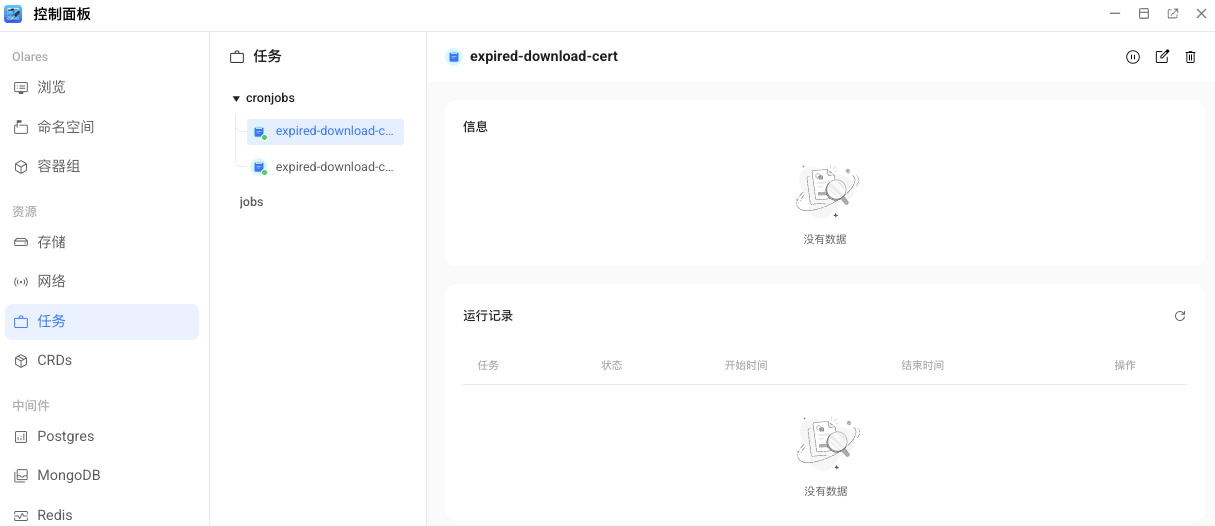 控制面板
Olares
浏览
命名空间
容器组
资源
存储
网络
任务
CRDs
中间件
Postgres
MongoDB
Redis
任务
cronjobs
expired-download-c...
expired-download-c...
jobs
expired-download-cert
信息
没有数据
运行记录
任务 状态 开始时间 结束时间 操作
没有数据